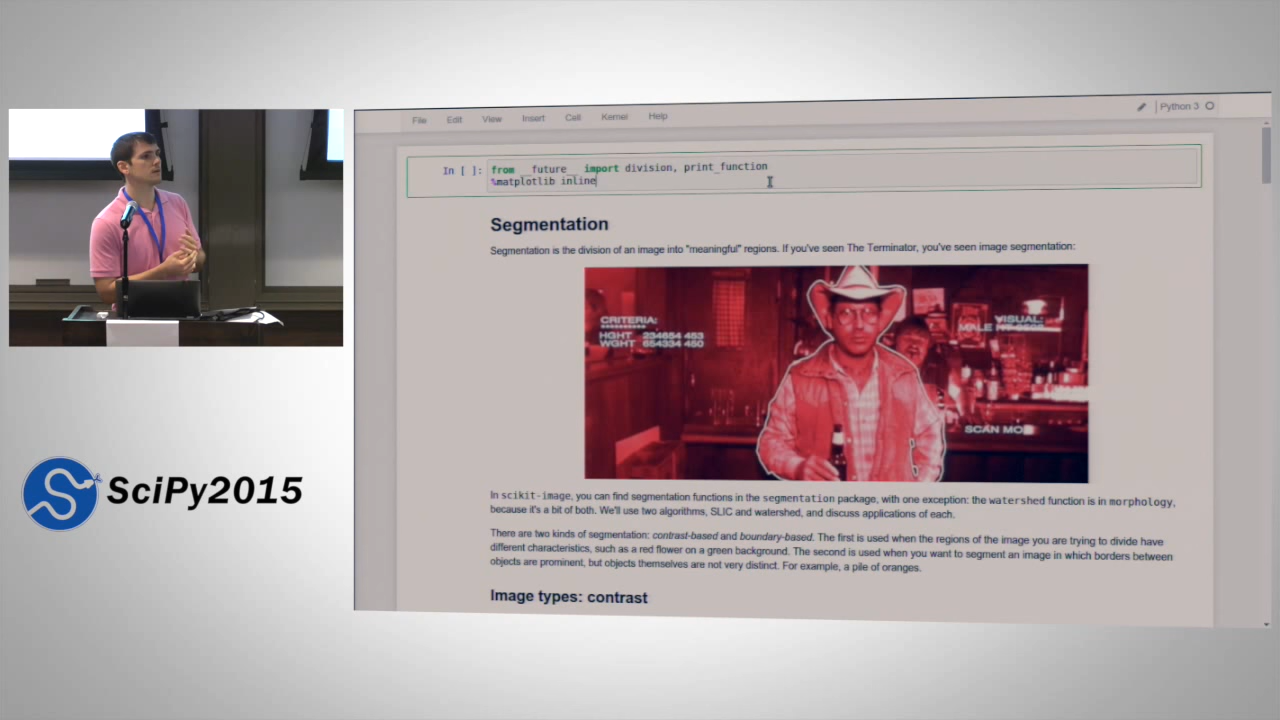 File Edit View Insert Cell Kernel Help
Python 3
In [ ]: from __future__ import division, print_function
%matplotlib inline
Segmentation
Segmentation is the division of an image into "meaningful" regions. If you've seen The Terminator, you've seen image segmentation:
CRITERIA:
HGHT 234654 453
WGHT 654334 450
VISUAL:
MALE
SCAN MO
In scikit-image, you can find segmentation functions in the segmentation package, with one exception: the watershed function is in morphology,
because it's a bit of both. We'll use two algorithms, SLIC and watershed, and discuss applications of each.
There are two kinds of segmentation: contrast-based and boundary-based. The first is used when the regions of the image you are trying to divide have
different characteristics, such as a red flower on a green background. The second is used when you want to segment an image in which borders between
objects are prominent, but objects themselves are not very distinct. For example, a pile of oranges.
Image types: contrast
SciPy2015